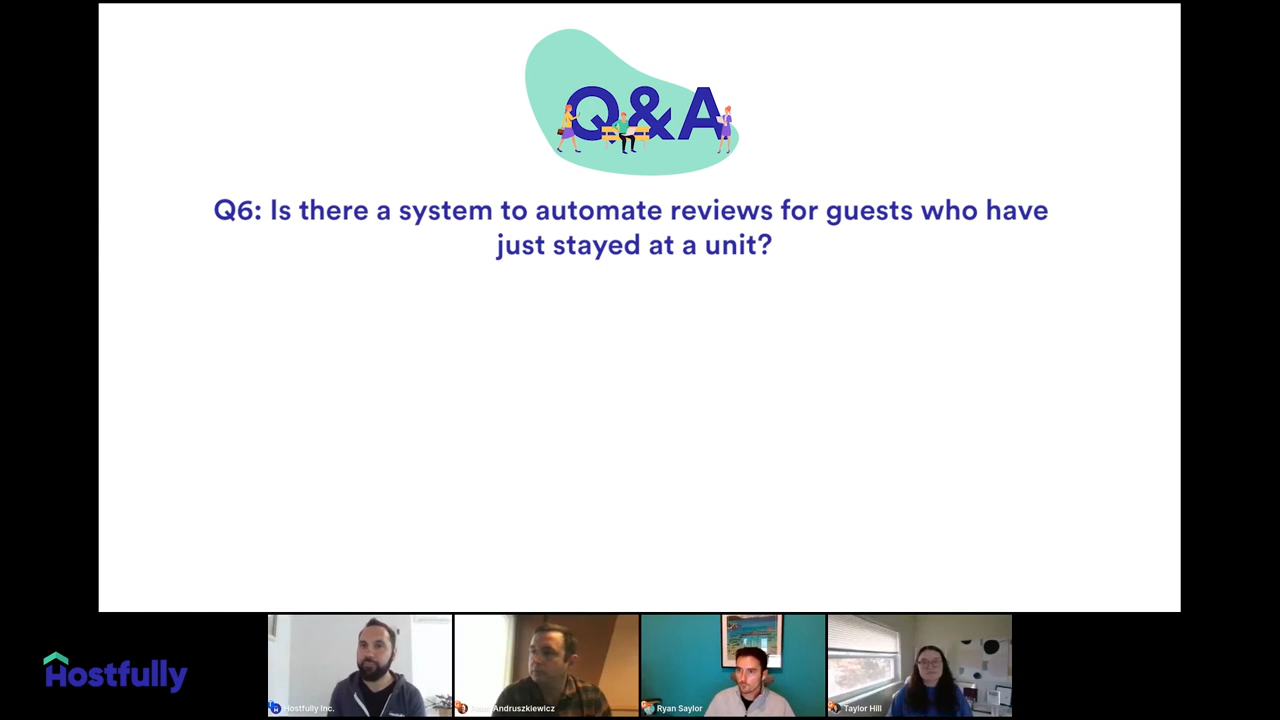 Q&A
Q6: Is there a system to automate reviews for guests who have
just stayed at a unit?
Hostfully
Hostfully Inc.
Andruszkiewicz
Ryan Saylor
Taylor Hill